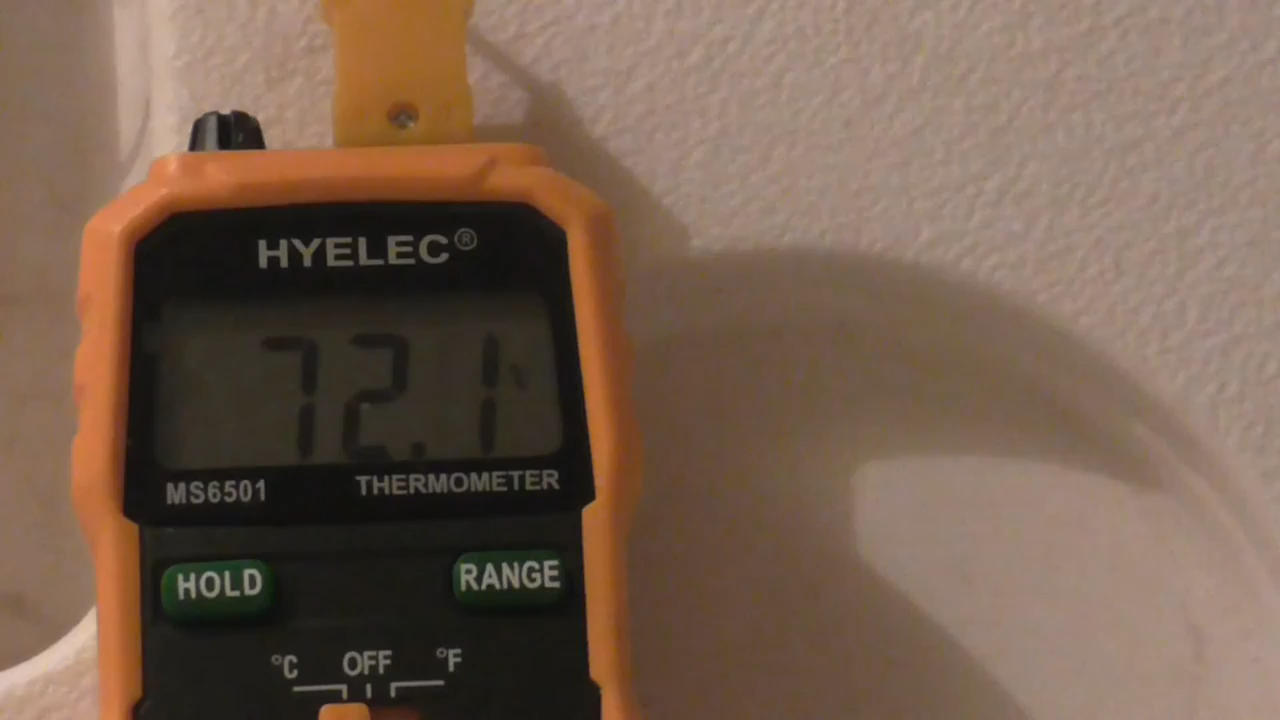 HYELEC®
72.1
MS6501 THERMOMETER
HOLD RANGE
°C OFF °F